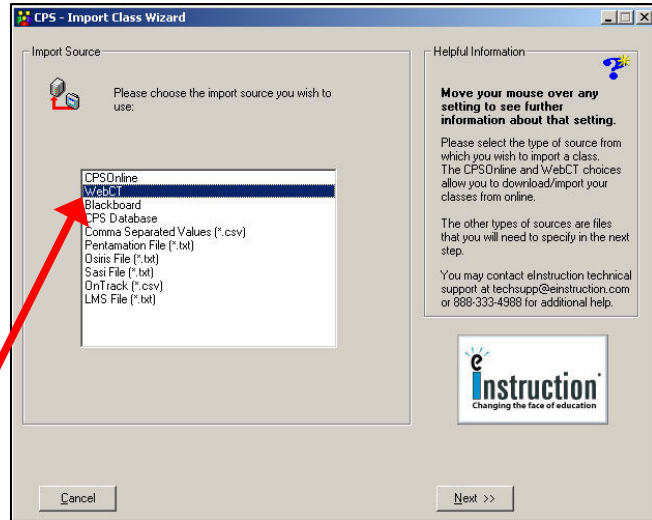 CPS - Import Class Wizard
Import Source
Please choose the import source you wish to
use:
CPSOnline
WebCT
Blackboard
CPS Database
Comma Separated Values (*.csv)
Pentamation File (*.txt)
Osiris File (*.txt)
Sasi File (*.txt)
OnTrack (*.csv)
LMS File (*.txt)
Helpful Information
Move your mouse over any
setting to see further
information about that setting.
Please select the type of source from
which you wish to import a class.
The CPSOnline and WebCT choices
allow you to download/import your
classes from online.
The other types of sources are files
that you will need to specify in the next
step.
You may contact eInstruction technical
support at techsupp@einstruction.com
or 888-333-4988 for additional help.
eInstruction
Changing the face of education
Cancel
Next >>